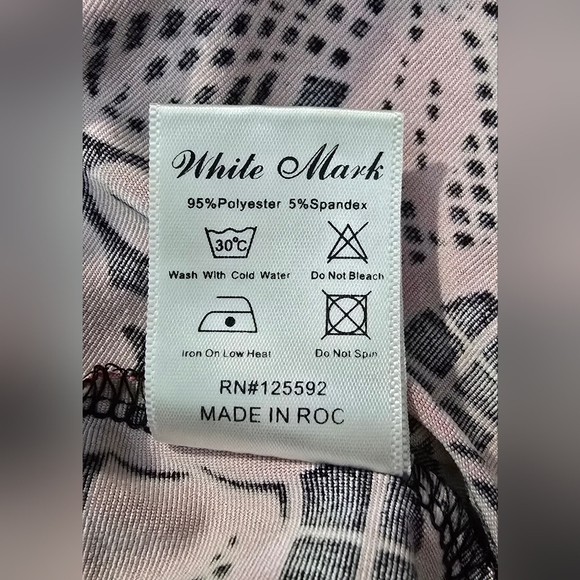 White Mark
95%Polyester 5%Spandex
30°C
Wash With Cold Water
Do Not Bleach
Iron On Low Heat
Do Not Spin
RN#125592
MADE IN ROC